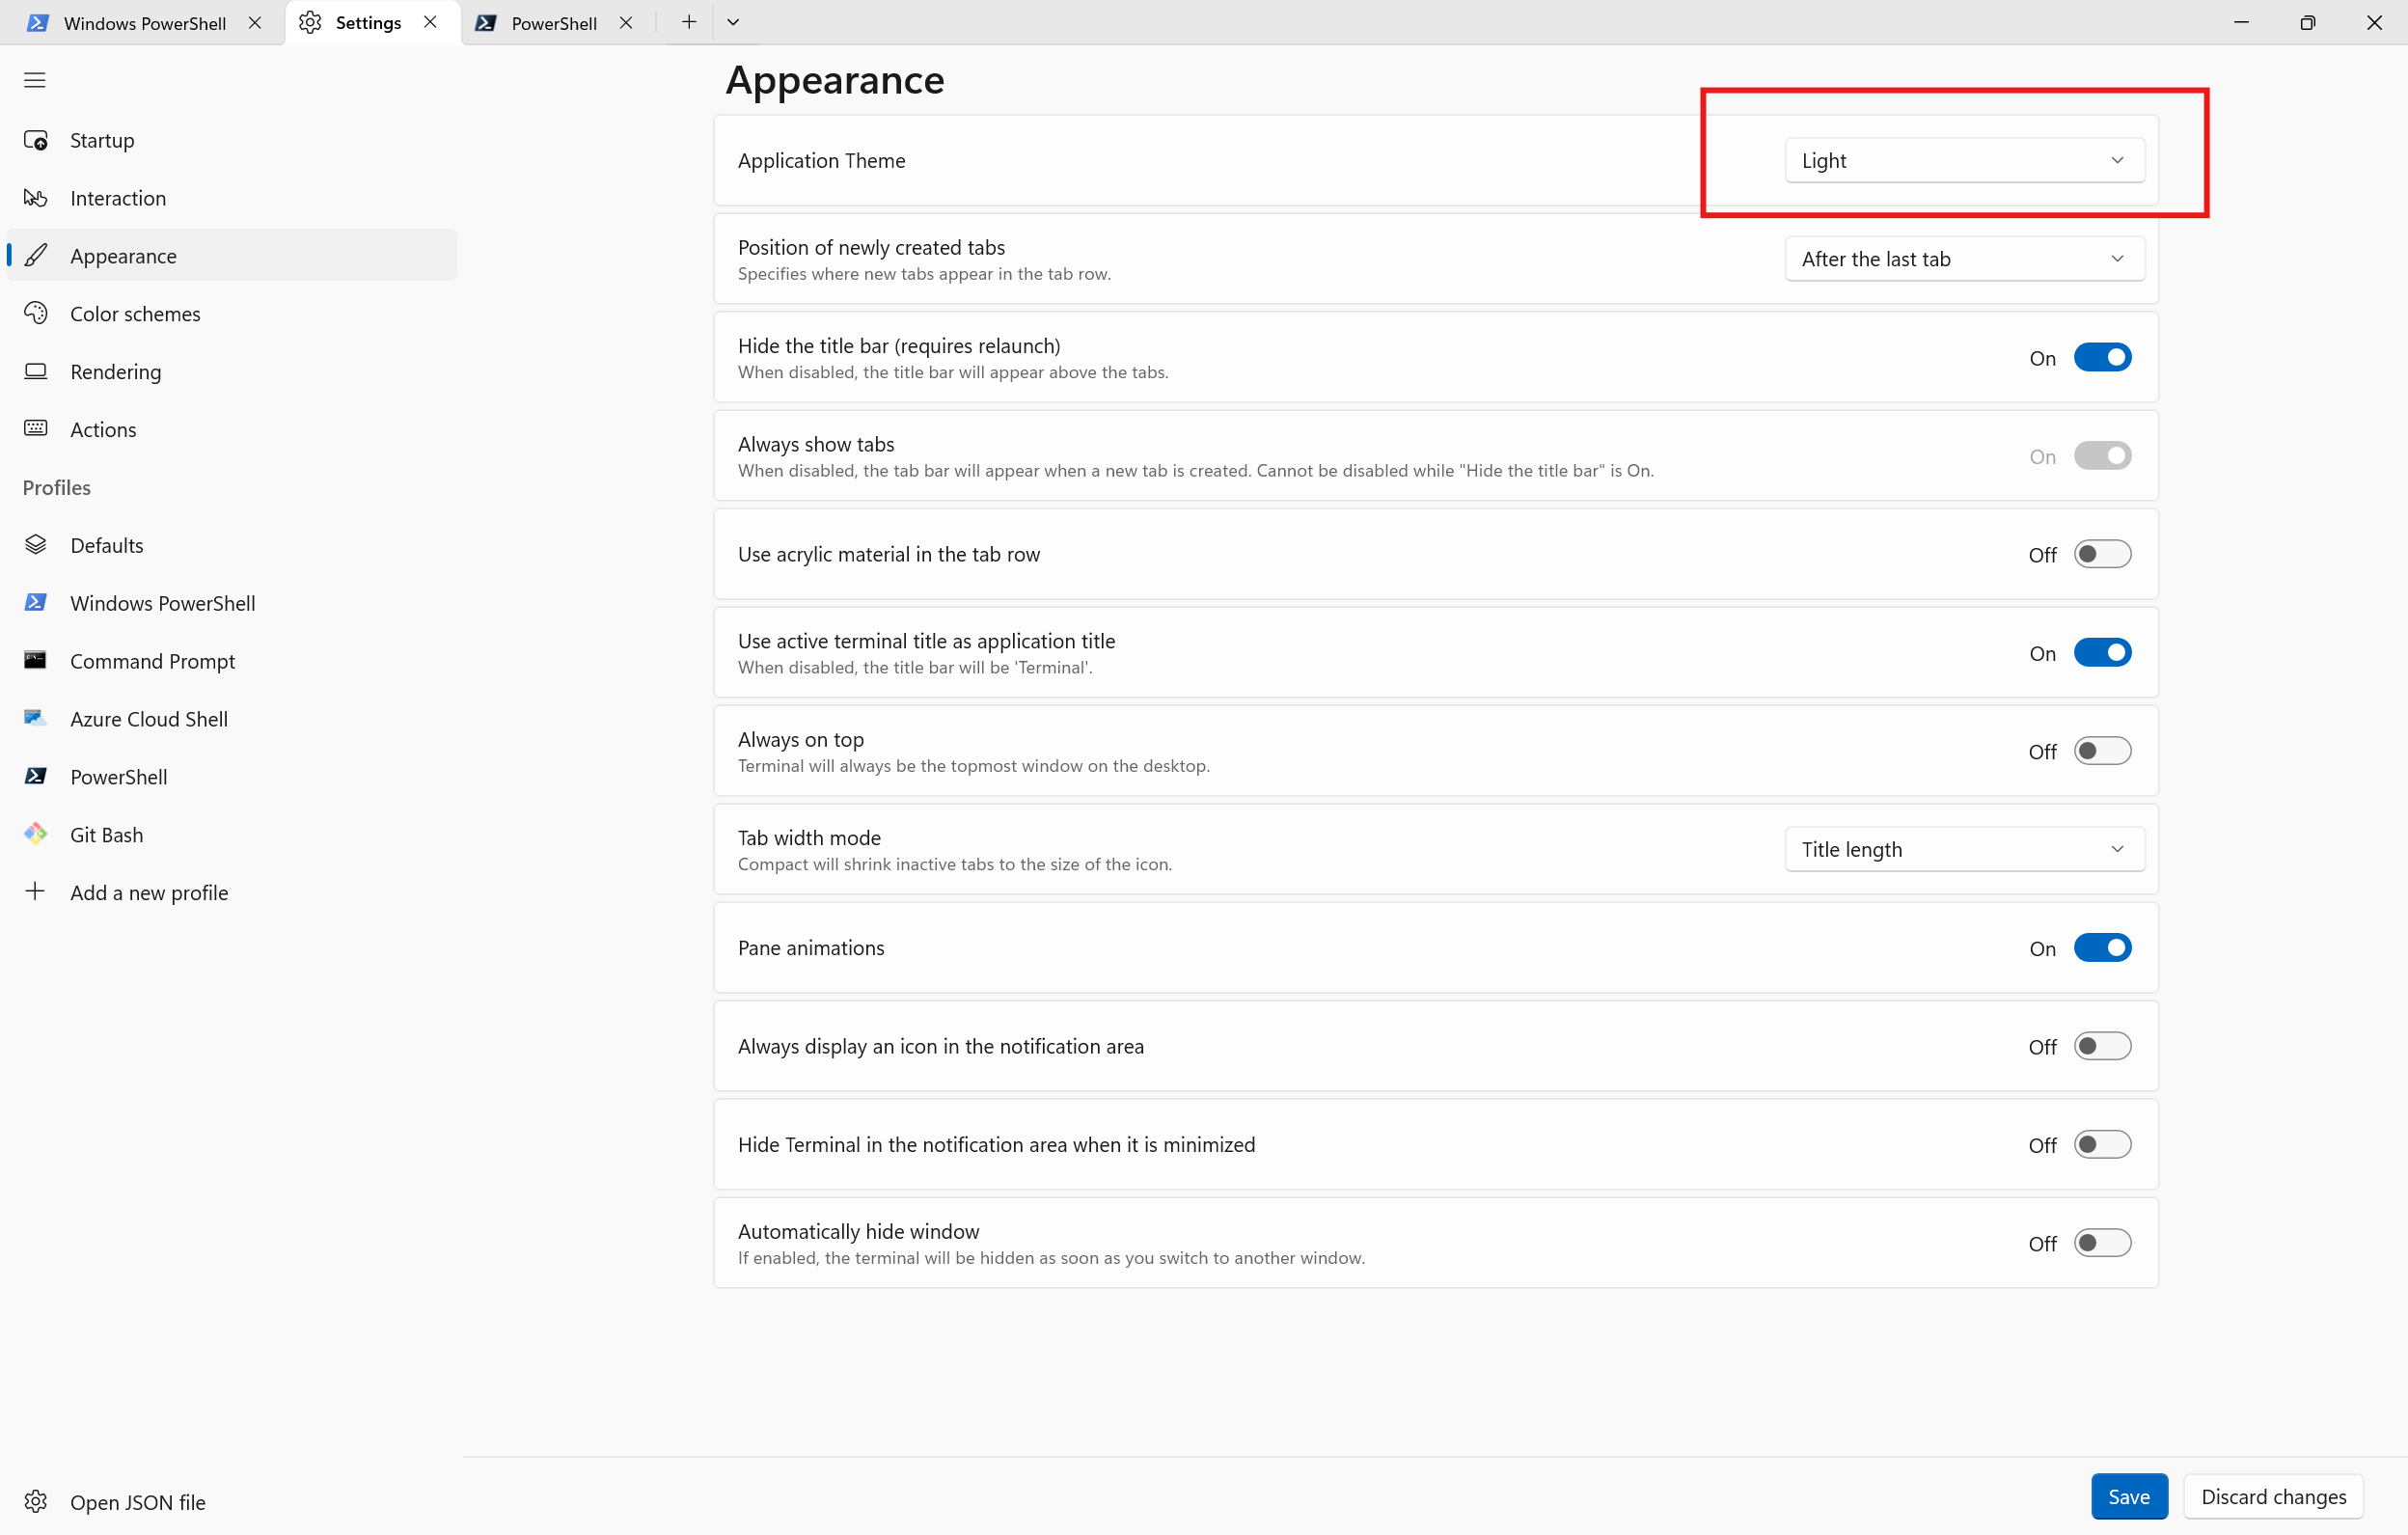 Windows PowerShell
Settings
PowerShell
Appearance
Startup
Interaction
Appearance
Color schemes
Rendering
Actions
Profiles
Defaults
Windows PowerShell
Command Prompt
Azure Cloud Shell
PowerShell
Git Bash
Add a new profile
Open JSON file
Application Theme
Light
Position of newly created tabs
Specifies where new tabs appear in the tab row.
After the last tab
Hide the title bar (requires relaunch)
When disabled, the title bar will appear above the tabs.
On
Always show tabs
When disabled, the tab bar will appear when a new tab is created. Cannot be disabled while "Hide the title bar" is On.
On
Use acrylic material in the tab row
Off
Use active terminal title as application title
When disabled, the title bar will be 'Terminal'.
On
Always on top
Terminal will always be the topmost window on the desktop.
Off
Tab width mode
Compact will shrink inactive tabs to the size of the icon.
Title length
Pane animations
On
Always display an icon in the notification area
Off
Hide Terminal in the notification area when it is minimized
Off
Automatically hide window
If enabled, the terminal will be hidden as soon as you switch to another window.
Off
Save
Discard changes